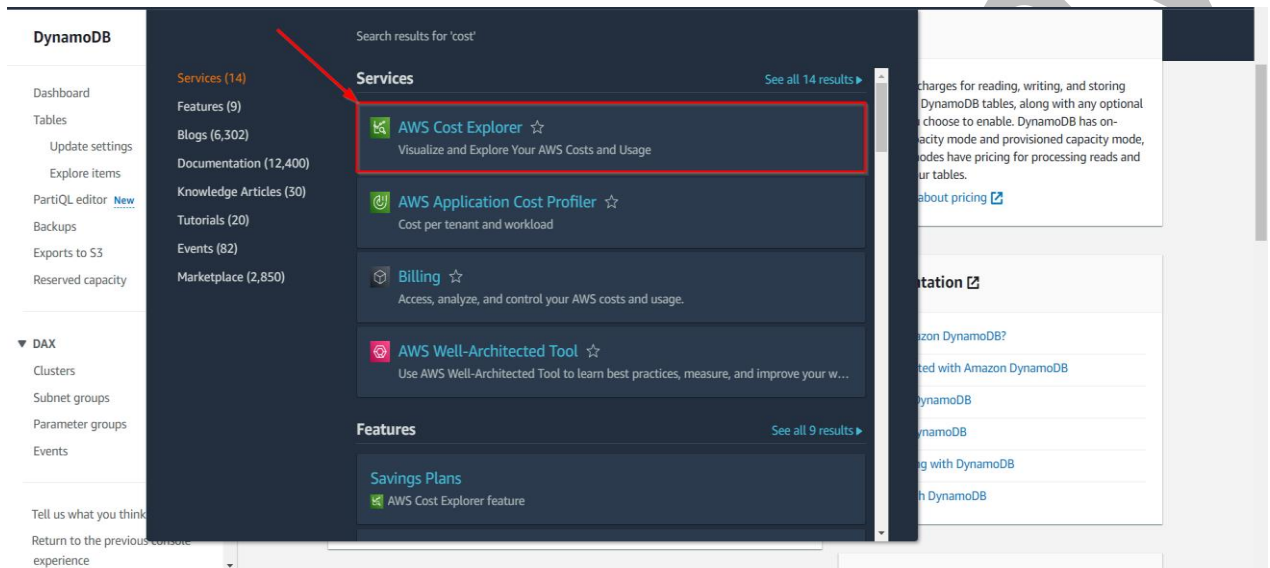 DynamoDB
Dashboard
Tables
Update settings
Explore items
PartiQL editor New
Backups
Exports to S3
Reserved capacity
DAX
Clusters
Subnet groups
Parameter groups
Events
Tell us what you think
Return to the previous console
experience
Search results for 'cost'
Services (14)
Features (9)
Blogs (6,302)
Documentation (12,400)
Knowledge Articles (30)
Tutorials (20)
Events (82)
Marketplace (2,850)
Services
See all 14 results
AWS Cost Explorer
Visualize and Explore Your AWS Costs and Usage
AWS Application Cost Profiler
Cost per tenant and workload
Billing
Access, analyze, and control your AWS costs and usage.
AWS Well-Architected Tool
Use AWS Well-Architected Tool to learn best practices, measure, and improve your w...
Features
See all 9 results
Savings Plans
AWS Cost Explorer feature
charges for reading, writing, and storing
DynamoDB tables, along with any optional
choose to enable. DynamoDB has on-
acity mode and provisioned capacity mode,
odes have pricing for processing reads and
ur tables.
about pricing
ntation
zon DynamoDB?
ted with Amazon DynamoDB
DynamoDB
ynamoDB
ng with DynamoDB
h DynamoDB